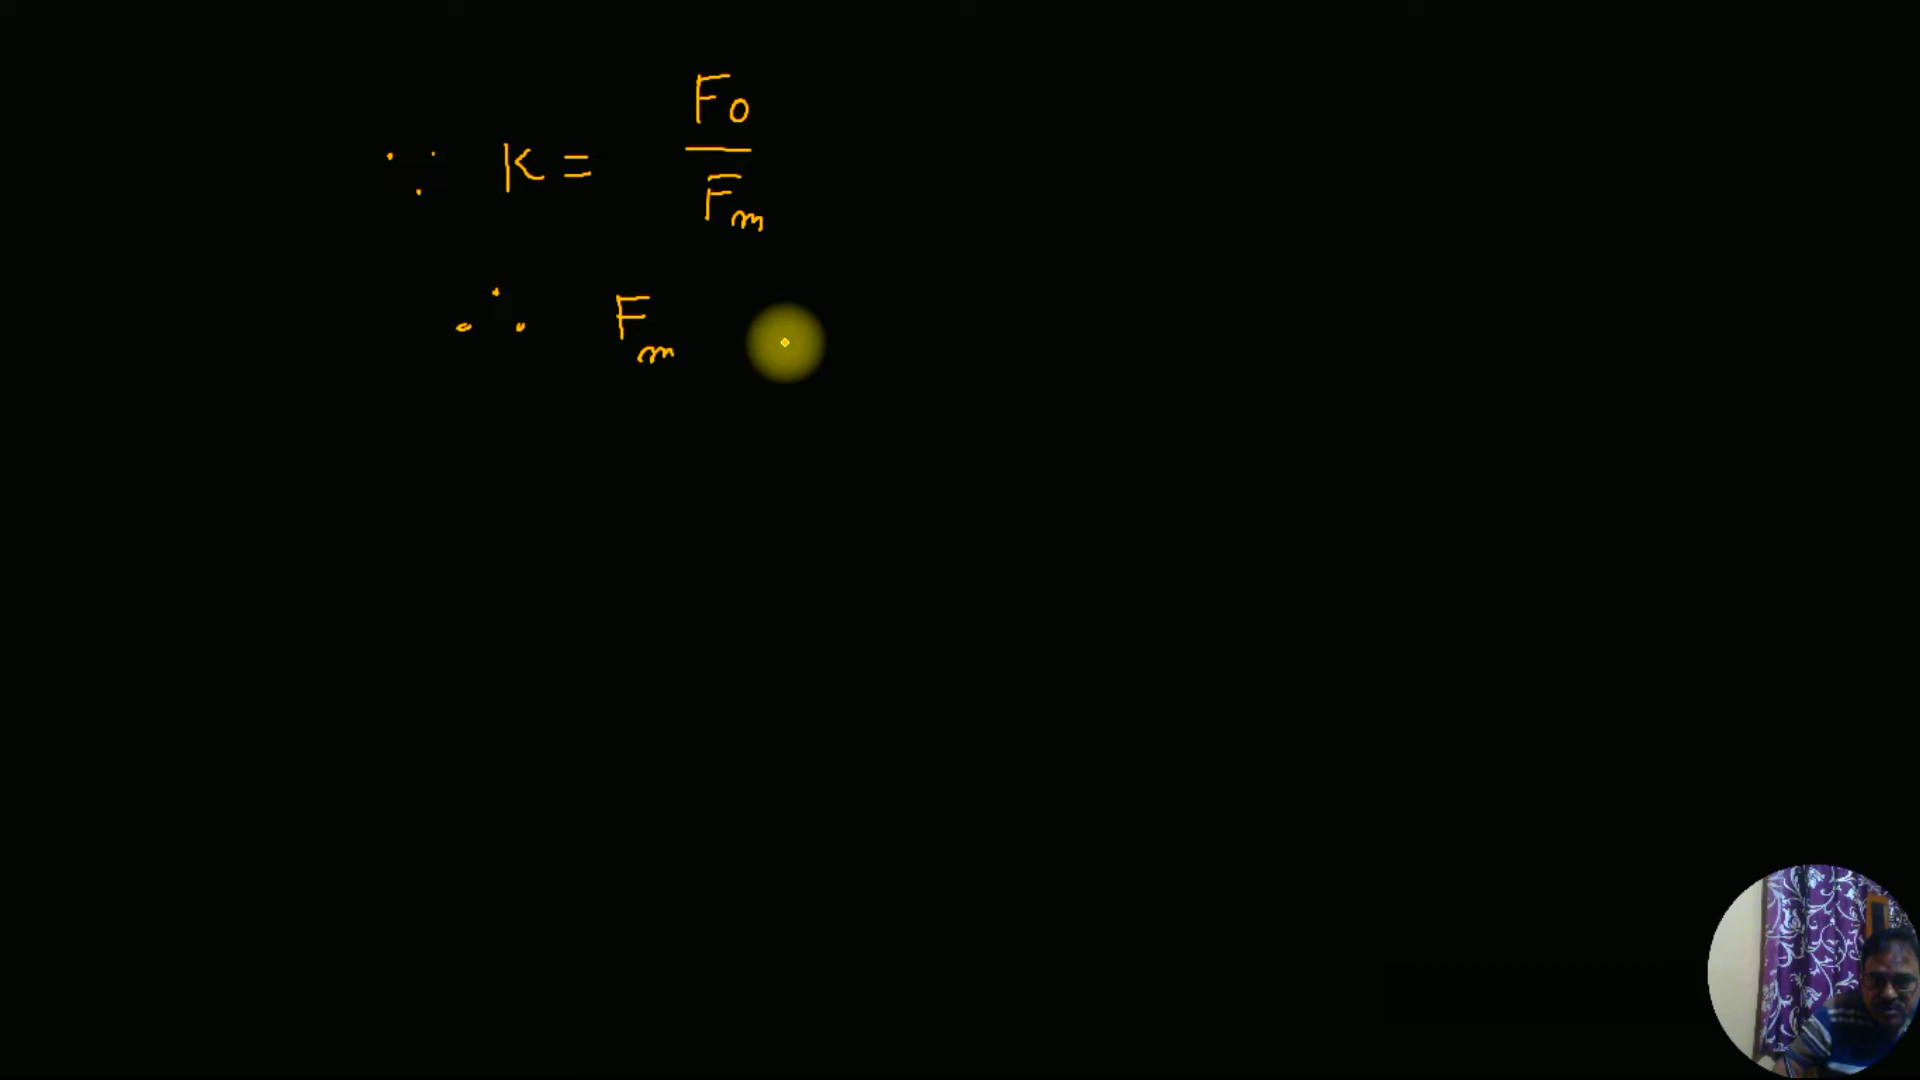 ∵ K = F0 / Fm
∴ Fm